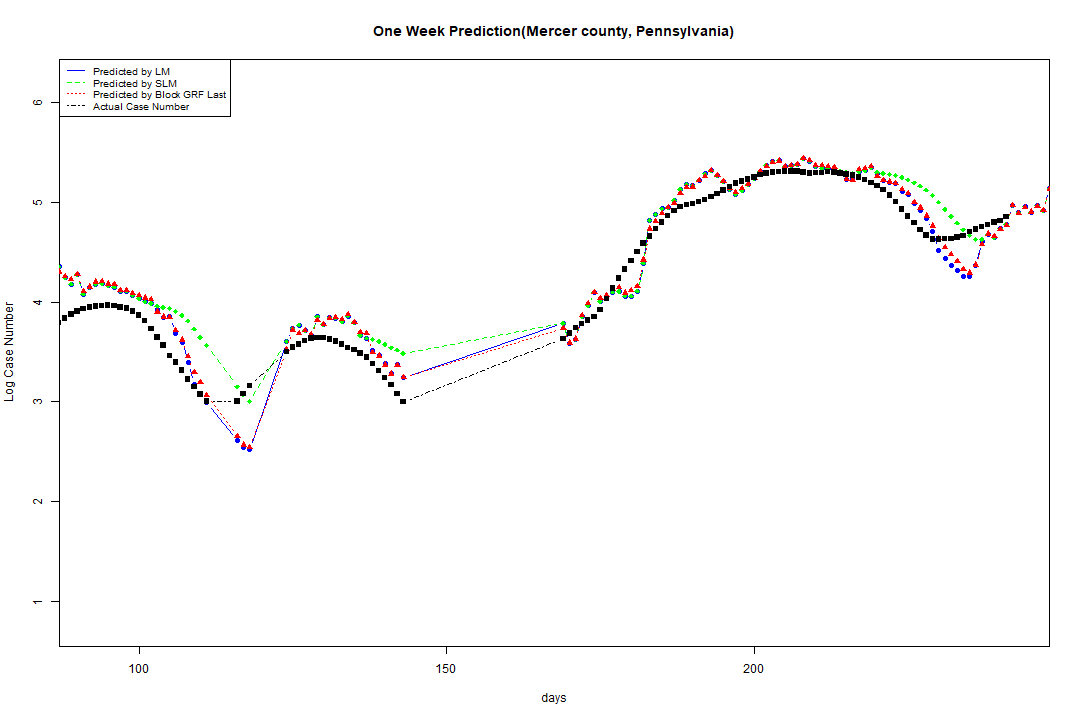 One Week Prediction(Mercer county, Pennsylvania)
Predicted by LM
Predicted by SLM
Predicted by Block GRF Last
Actual Case Number
6
5
4
3
2
1
Log Case Number
100
150
200
days